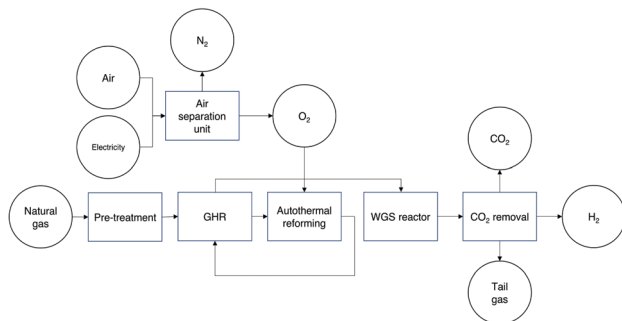 N₂
Air
Air
separation
unit
O₂
Electricity
CO₂
Natural
gas
Pre-treatment
GHR
Autothermal
reforming
WGS reactor
CO₂ removal
H₂
Tail
gas